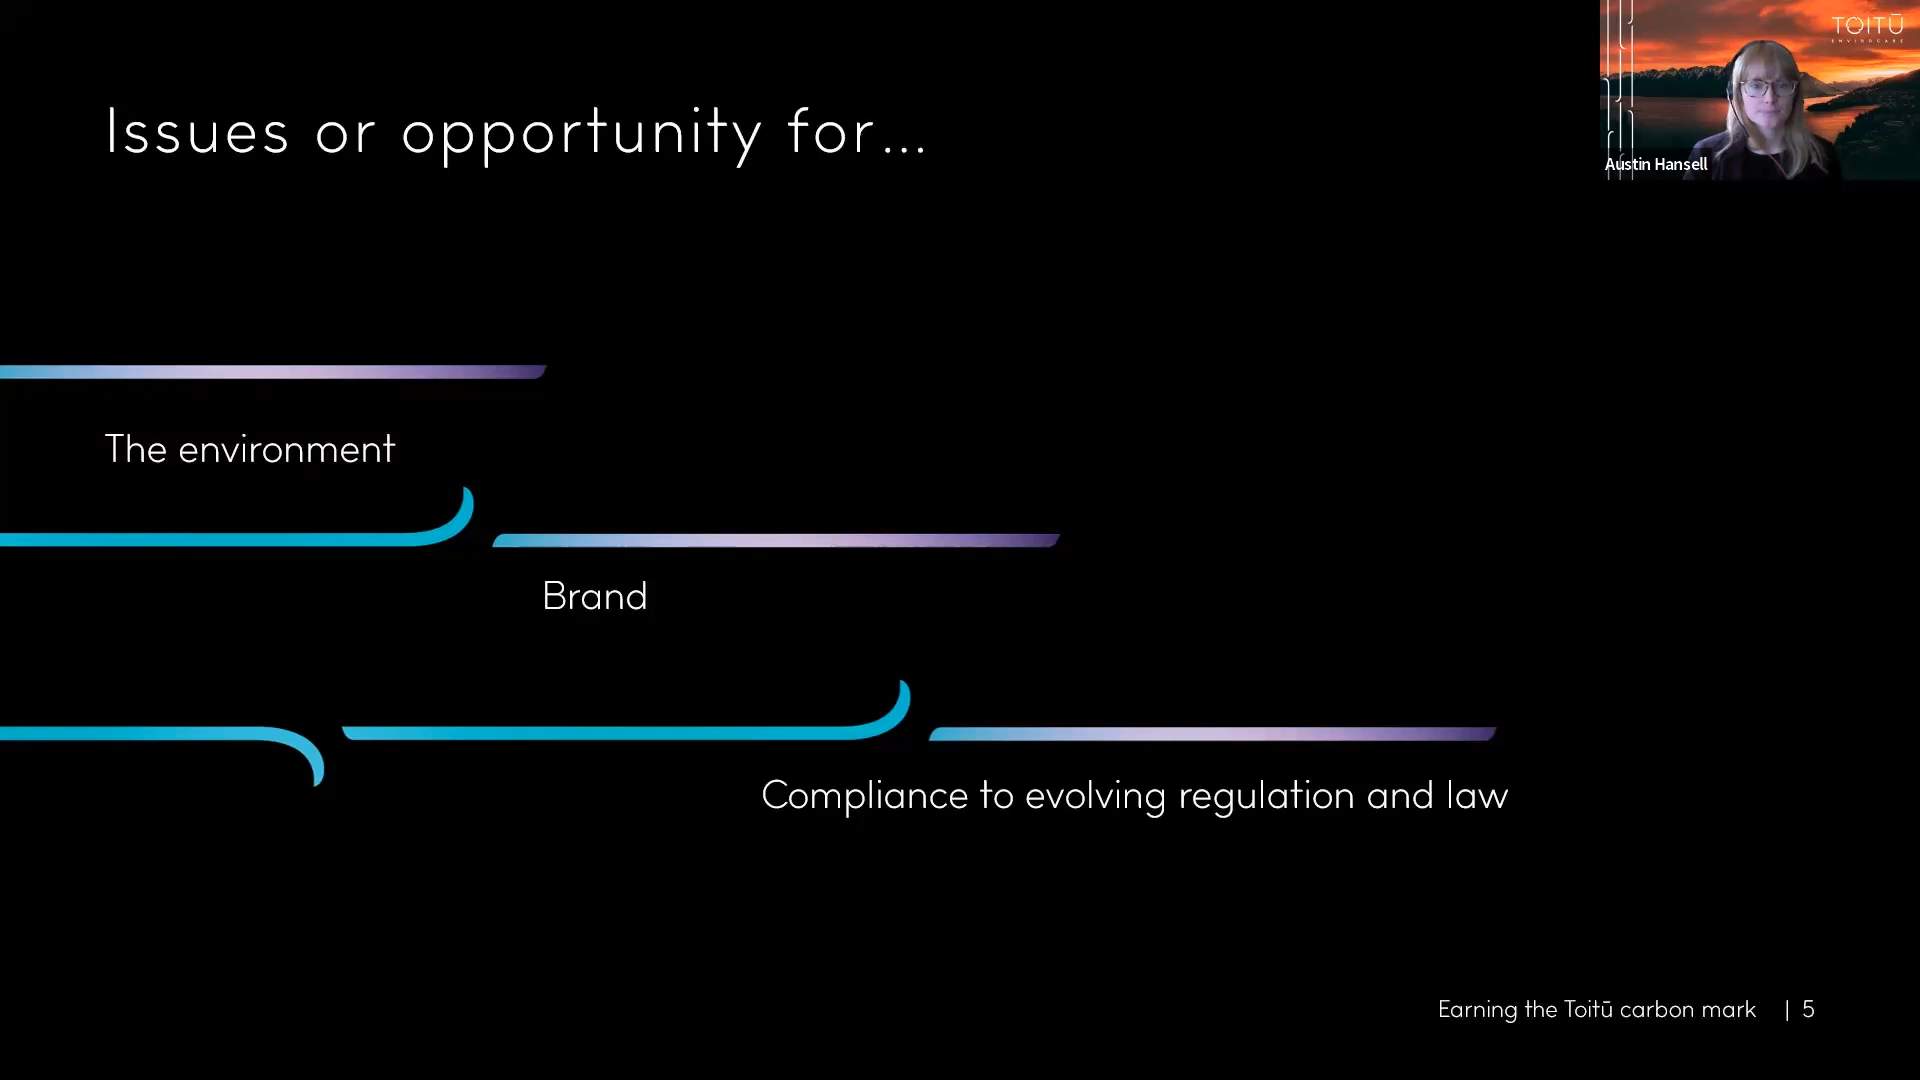 Issues or opportunity for...
TOITŪ
ENVIROCARE
Austin Hansell
The environment
Brand
Compliance to evolving regulation and law
Earning the Toitū carbon mark | 5